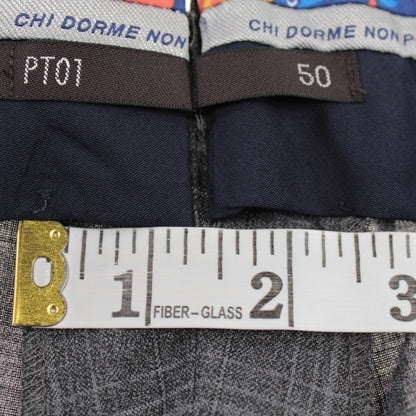 CHI DORME NON
CHI DORME NON P
PT01
50
1 FIBER-GLASS 2 3